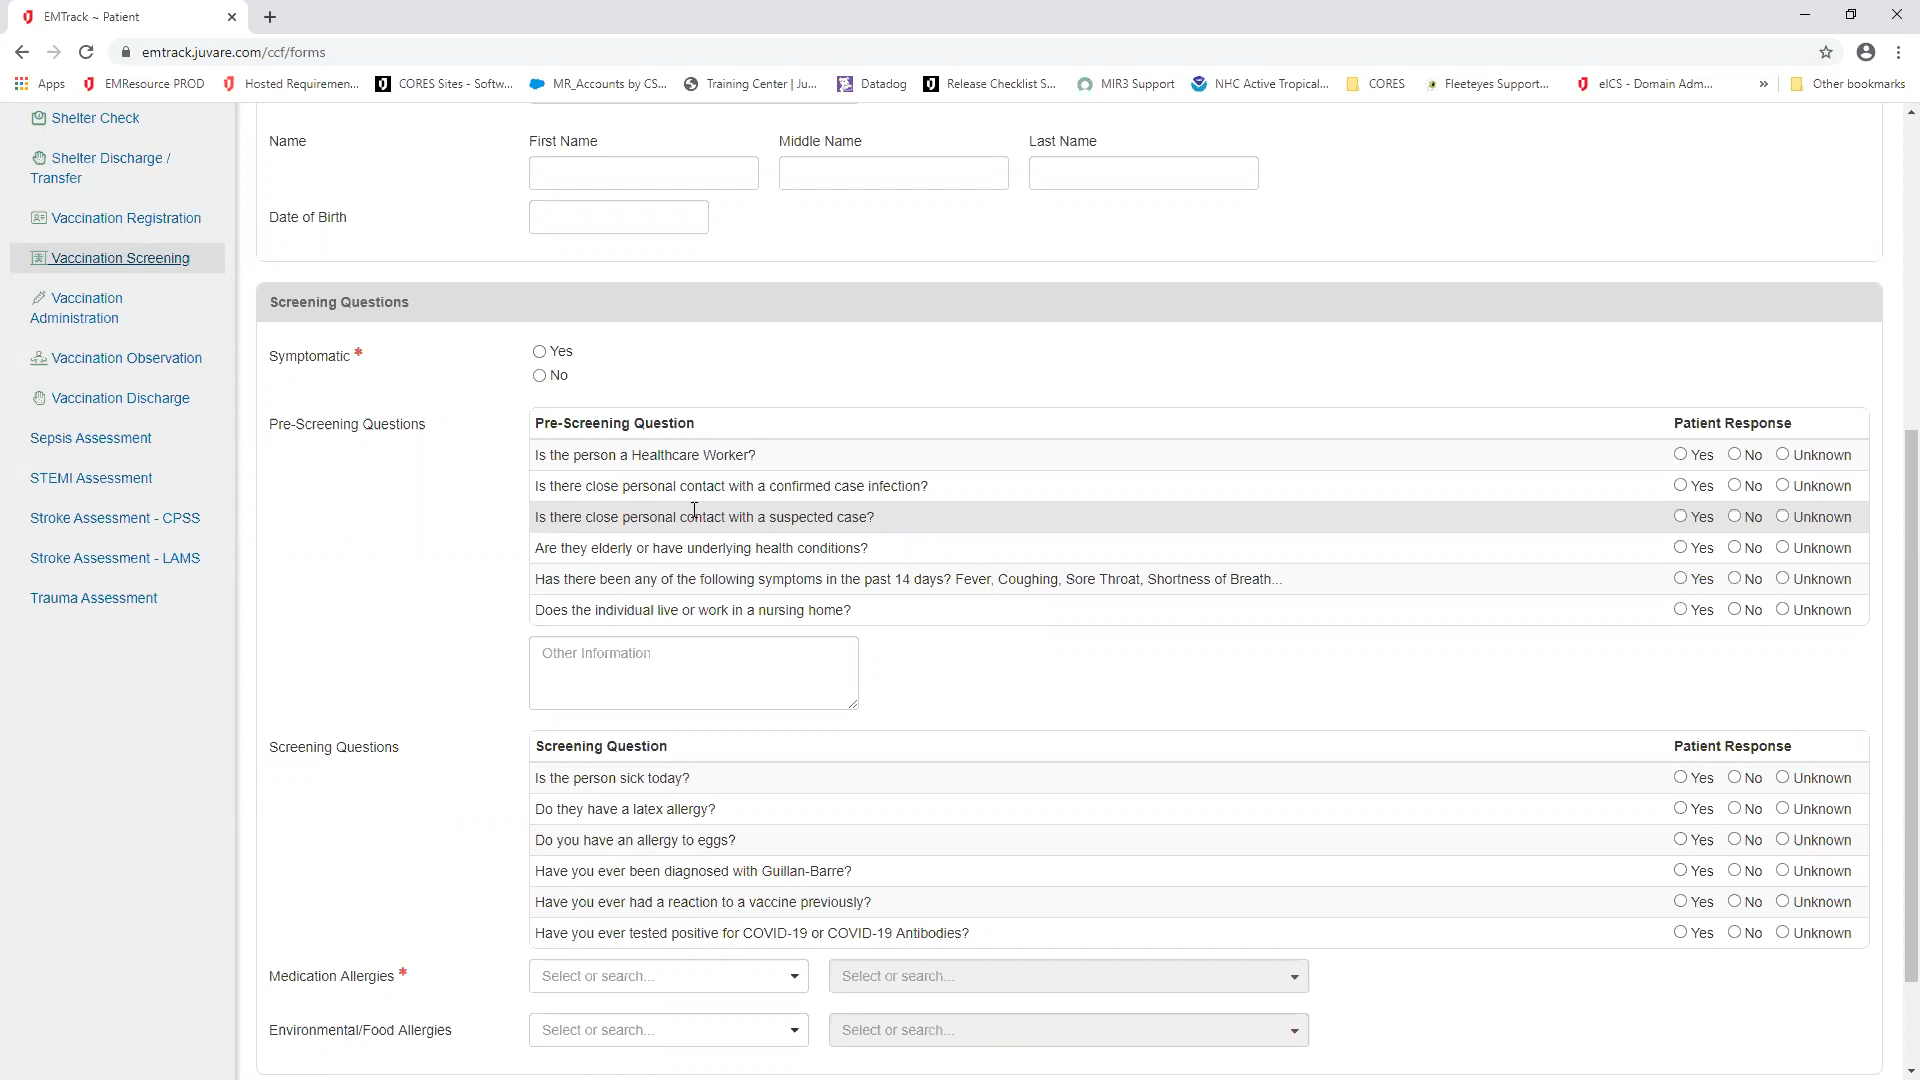 EMTrack ~ Patient
emtrack.juvare.com/ccf/forms
Apps EMResource PROD Hosted Requiremen... CORES Sites - Softw... MR_Accounts by CS... Training Center | Ju... Datadog Release Checklist S... MIR3 Support NHC Active Tropical... CORES Fleeteyes Support... eICS - Domain Adm... » Other bookmarks
Shelter Check
Shelter Discharge /
Transfer
Vaccination Registration
Vaccination Screening
Vaccination
Administration
Vaccination Observation
Vaccination Discharge
Sepsis Assessment
STEMI Assessment
Stroke Assessment - CPSS
Stroke Assessment - LAMS
Trauma Assessment
Name First Name Middle Name Last Name
Date of Birth
Screening Questions
Symptomatic * Yes
No
Pre-Screening Questions Pre-Screening Question Patient Response
Is the person a Healthcare Worker? Yes No Unknown
Is there close personal contact with a confirmed case infection? Yes No Unknown
Is there close personal contact with a suspected case? Yes No Unknown
Are they elderly or have underlying health conditions? Yes No Unknown
Has there been any of the following symptoms in the past 14 days? Fever, Coughing, Sore Throat, Shortness of Breath... Yes No Unknown
Does the individual live or work in a nursing home? Yes No Unknown
Other Information
Screening Questions Screening Question Patient Response
Is the person sick today? Yes No Unknown
Do they have a latex allergy? Yes No Unknown
Do you have an allergy to eggs? Yes No Unknown
Have you ever been diagnosed with Guillan-Barre? Yes No Unknown
Have you ever had a reaction to a vaccine previously? Yes No Unknown
Have you ever tested positive for COVID-19 or COVID-19 Antibodies? Yes No Unknown
Medication Allergies * Select or search... Select or search...
Environmental/Food Allergies Select or search... Select or search...